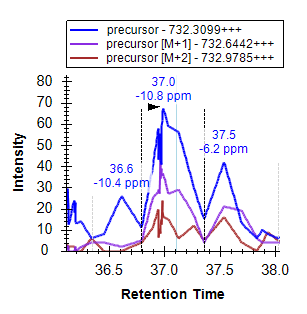 precursor - 732.3099+++
precursor [M+1] - 732.6442+++
precursor [M+2] - 732.9785+++
80
70
60
50
40
30
20
10
0
Intensity
37.0
-10.8 ppm
36.6
-10.4 ppm
37.5
-6.2 ppm
36.5 37.0 37.5 38.0
Retention Time